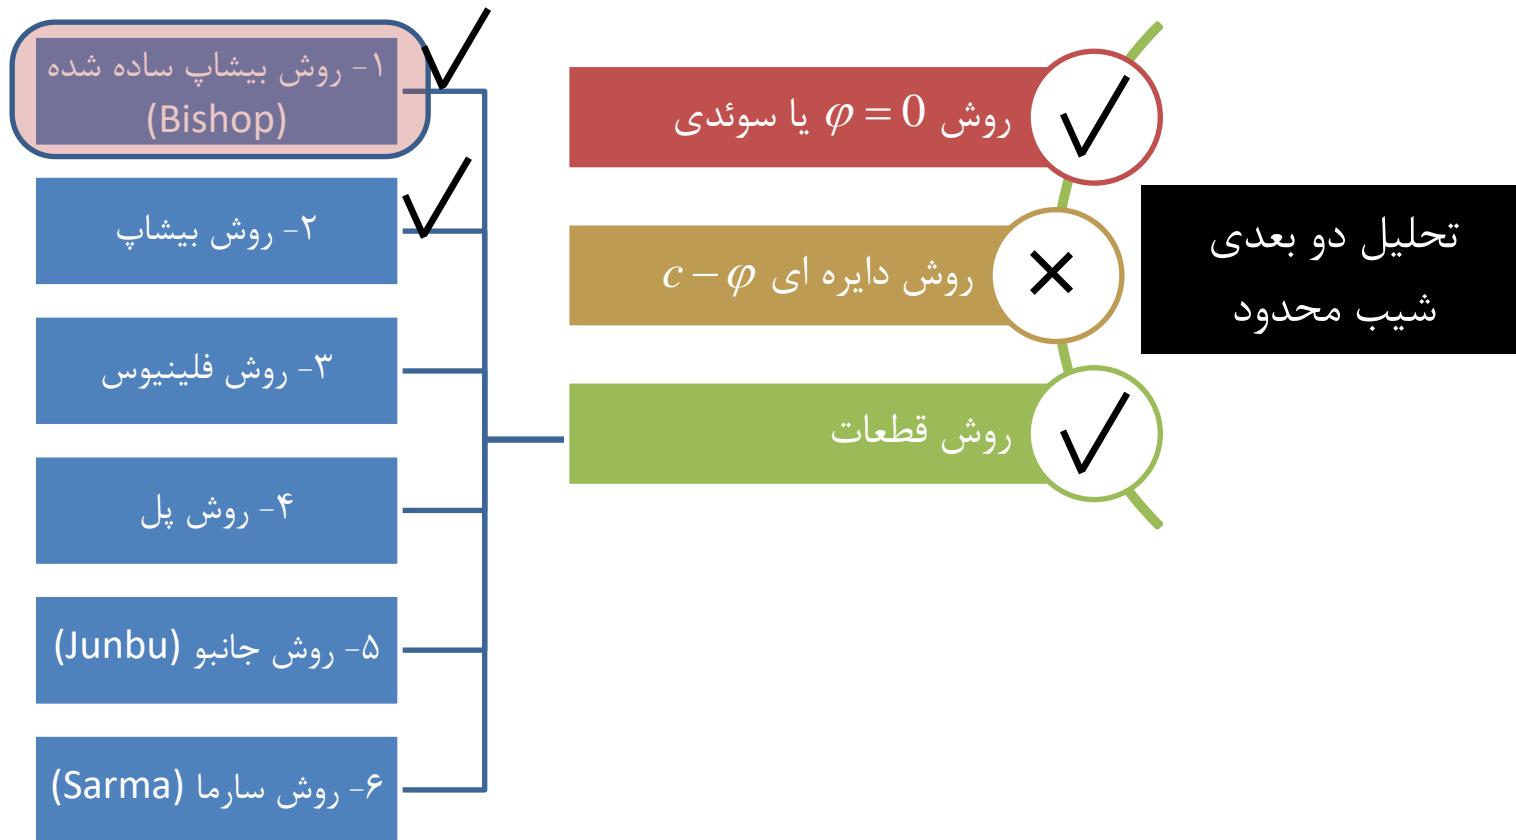 تحلیل دو بعدی
شیب محدود
روش φ = 0 یا سوئدی
روش دایره ای c – φ
روش قطعات
۱- روش بیشاپ ساده شده
(Bishop)
۲- روش بیشاپ
۳- روش فلینیوس
۴- روش پل
۵- روش جانبو (Junbu)
۶- روش سارما (Sarma)